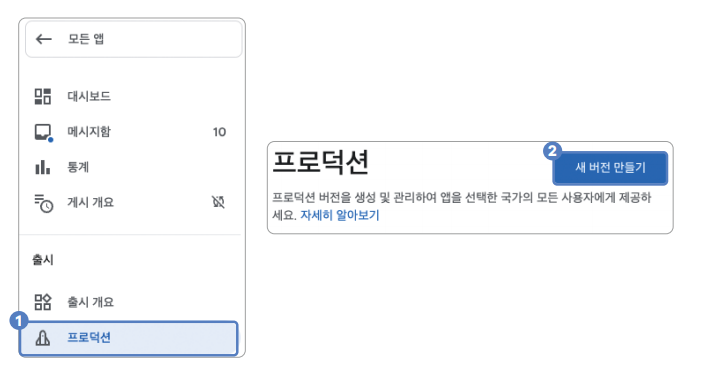 모든 앱
대시보드
메시지함 10
통계
게시 개요
출시
출시 개요
1
프로덕션
프로덕션
2
새 버전 만들기
프로덕션 버전을 생성 및 관리하여 앱을 선택한 국가의 모든 사용자에게 제공하
세요. 자세히 알아보기